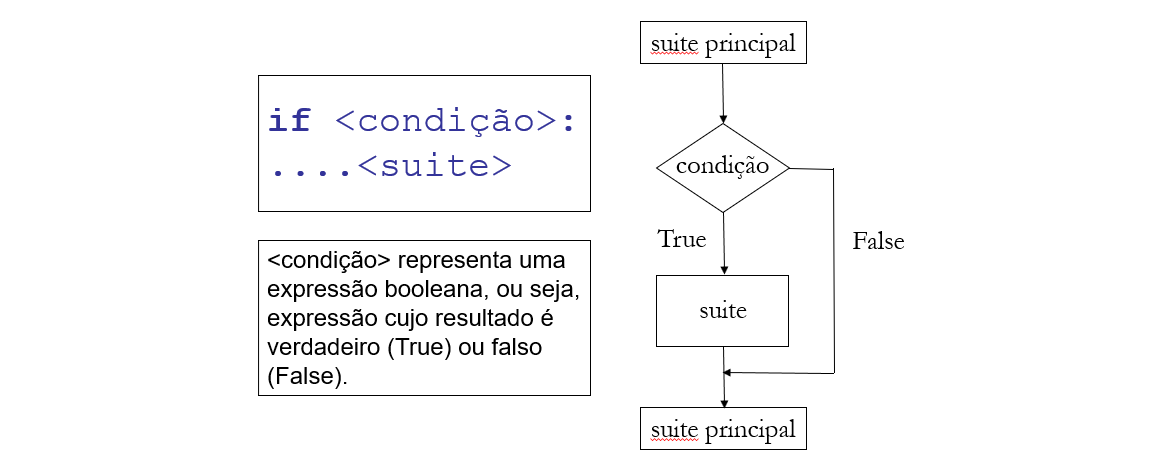 if <condição>:
....<suite>
<condição> representa uma
expressão booleana, ou seja,
expressão cujo resultado é
verdadeiro (True) ou falso
(False).
suite principal
condição
True
False
suite
suite principal